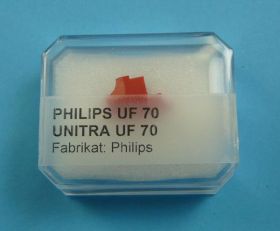 PHILIPS UF 70
UNITRA UF 70
Fabrikat: Philips